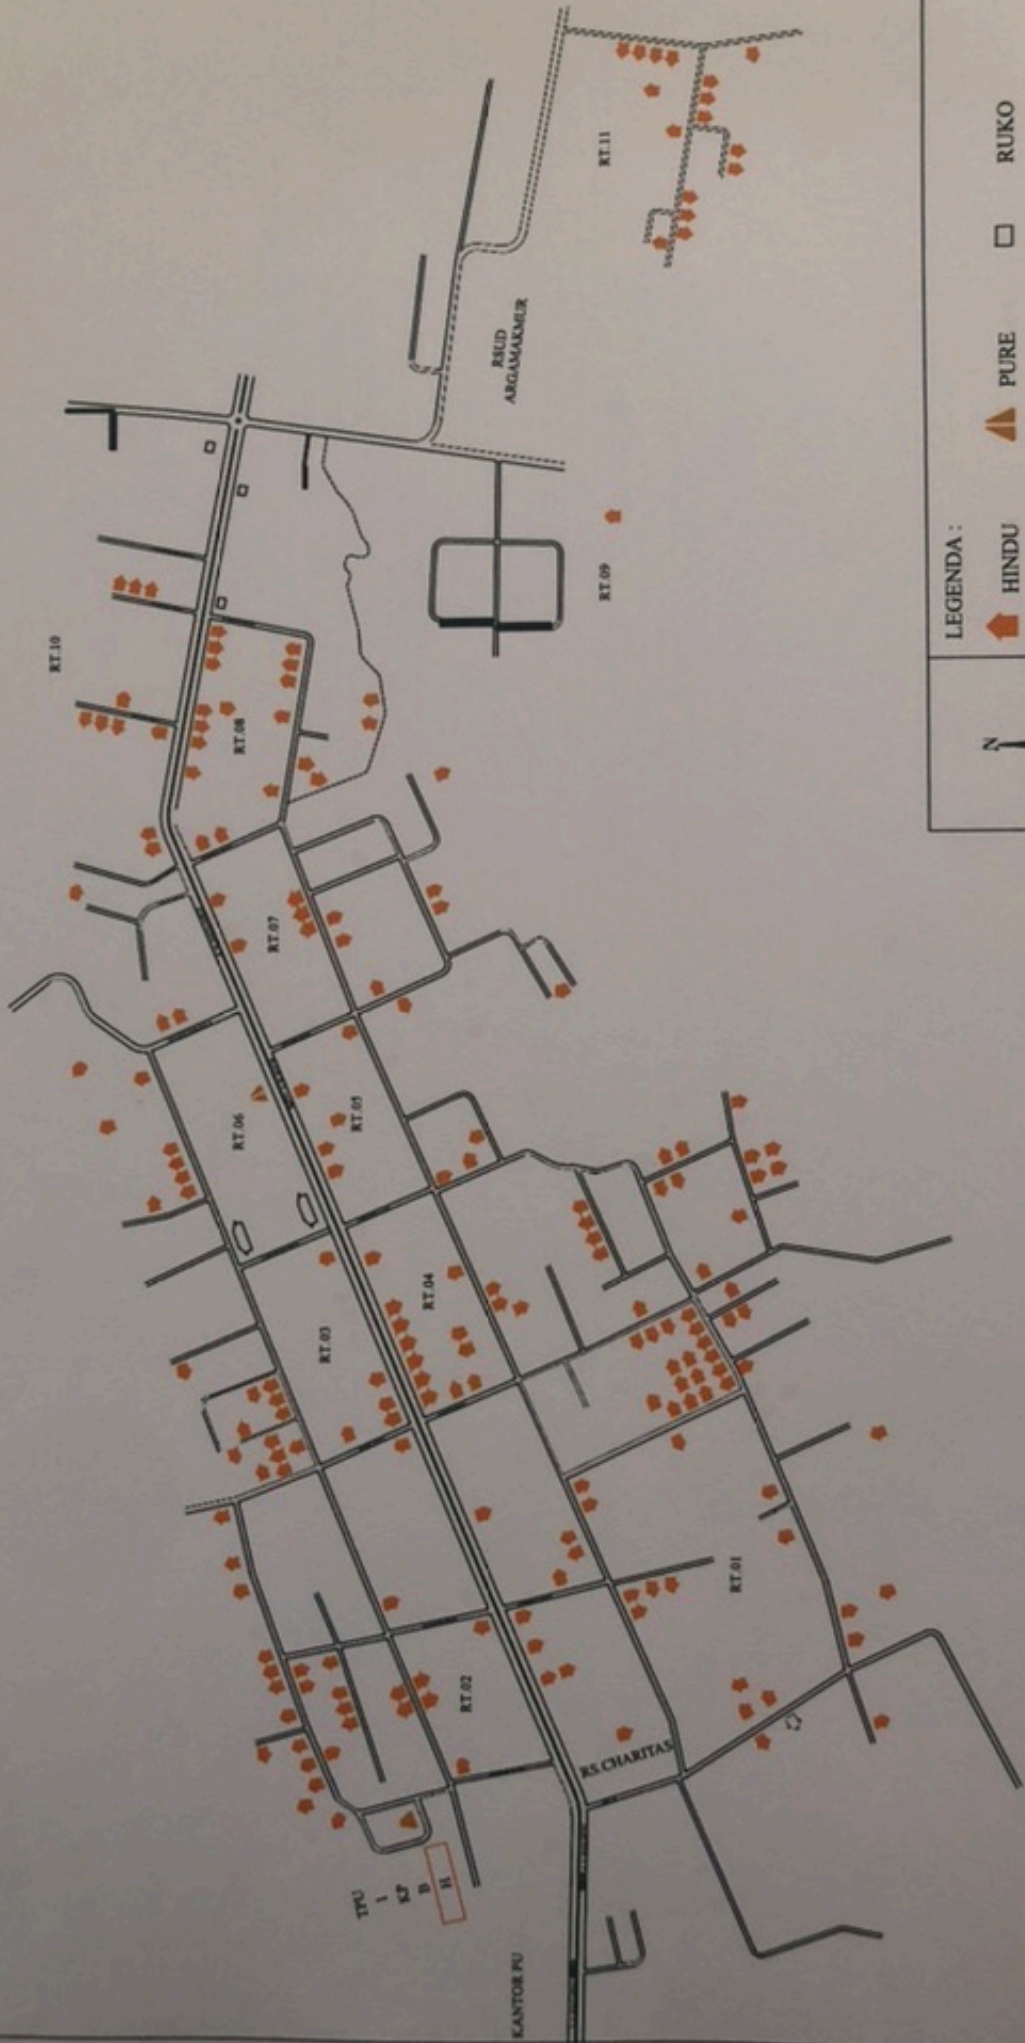 RT.11
RSUD
ARGAMAKMUR
RT.10
RT.09
RT.08
RT.07
RT.06
RT.05
RT.04
RT.03
RT.02
RT.01
RS.CHARITAS
TPU
I
KP
B
H
KANTOR PU
LEGENDA :
HINDU
PURE
RUKO
N